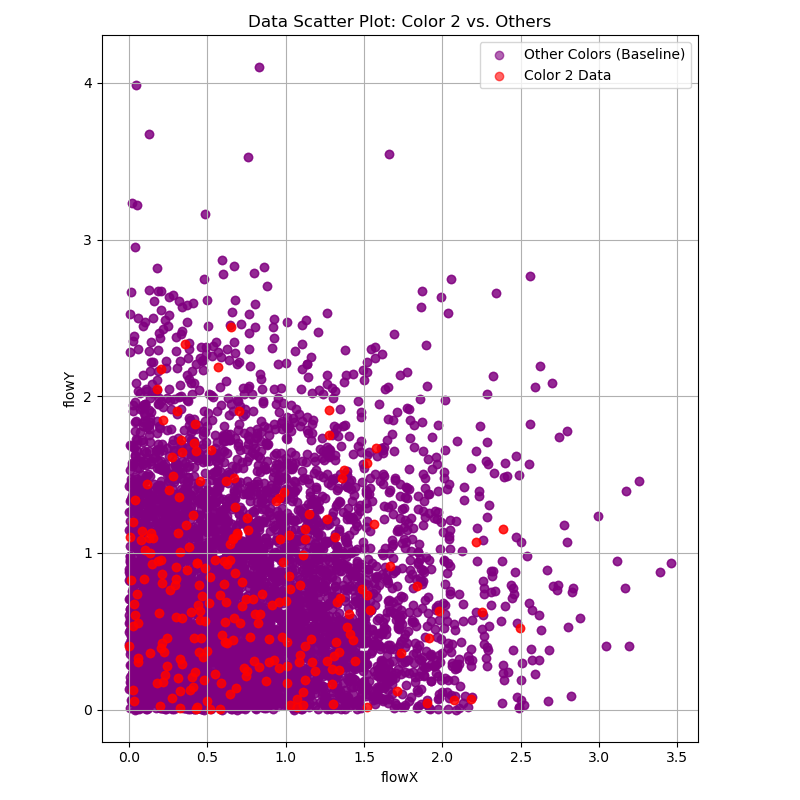 Data Scatter Plot: Color 2 vs. Others
Other Colors (Baseline)
Color 2 Data
4
3
2
1
0
flowY
0.0 0.5 1.0 1.5 2.0 2.5 3.0 3.5
flowX